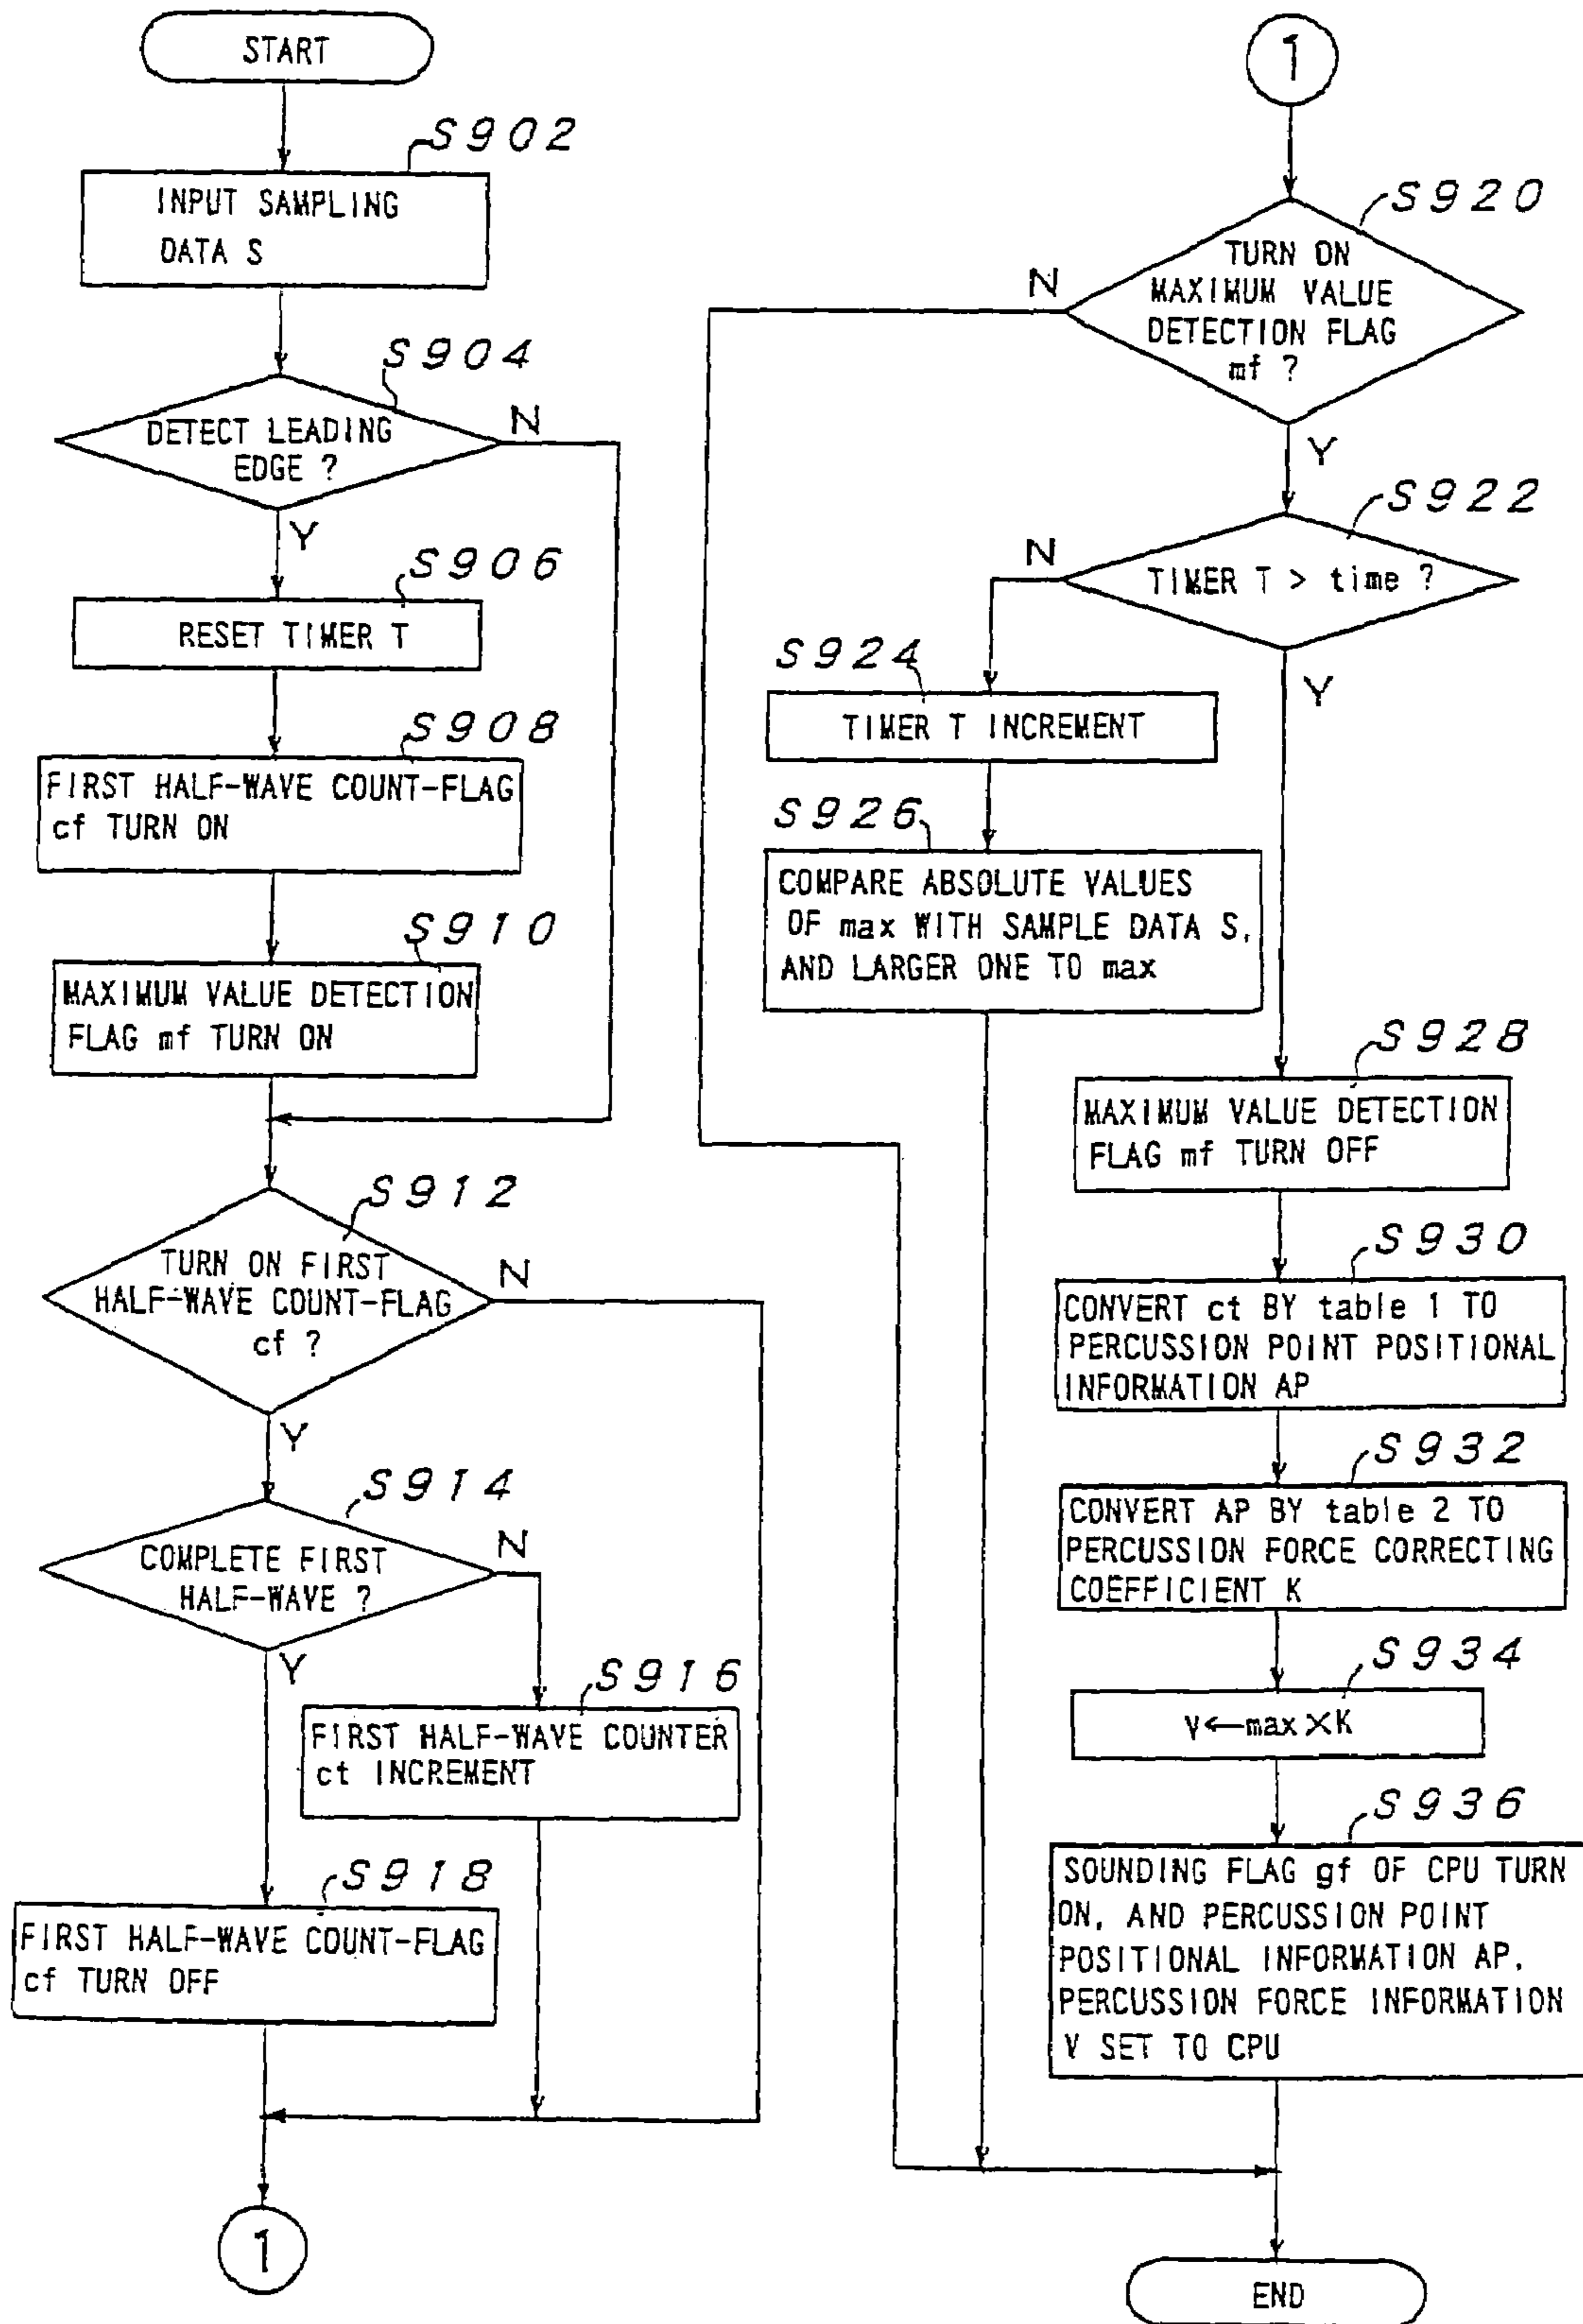 START
S902
INPUT SAMPLING
DATA S
S904
DETECT LEADING
EDGE ?
N
Y
S906
RESET TIMER T
S908
FIRST HALF-WAVE COUNT-FLAG
cf TURN ON
S910
MAXIMUM VALUE DETECTION
FLAG mf TURN ON
S912
TURN ON FIRST
HALF-WAVE COUNT-FLAG
cf ?
N
Y
S914
COMPLETE FIRST
HALF-WAVE ?
N
Y
S916
FIRST HALF-WAVE COUNTER
ct INCREMENT
S918
FIRST HALF-WAVE COUNT-FLAG
cf TURN OFF
1
1
S920
TURN ON
MAXIMUM VALUE
DETECTION FLAG
mf ?
N
Y
S922
TIMER T > time ?
N
Y
S924
TIMER T INCREMENT
S926
COMPARE ABSOLUTE VALUES
OF max WITH SAMPLE DATA S,
AND LARGER ONE TO max
S928
MAXIMUM VALUE DETECTION
FLAG mf TURN OFF
S930
CONVERT ct BY table 1 TO
PERCUSSION POINT POSITIONAL
INFORMATION AP
S932
CONVERT AP BY table 2 TO
PERCUSSION FORCE CORRECTING
COEFFICIENT K
S934
V←max×K
S936
SOUNDING FLAG gf OF CPU TURN
ON, AND PERCUSSION POINT
POSITIONAL INFORMATION AP,
PERCUSSION FORCE INFORMATION
V SET TO CPU
END